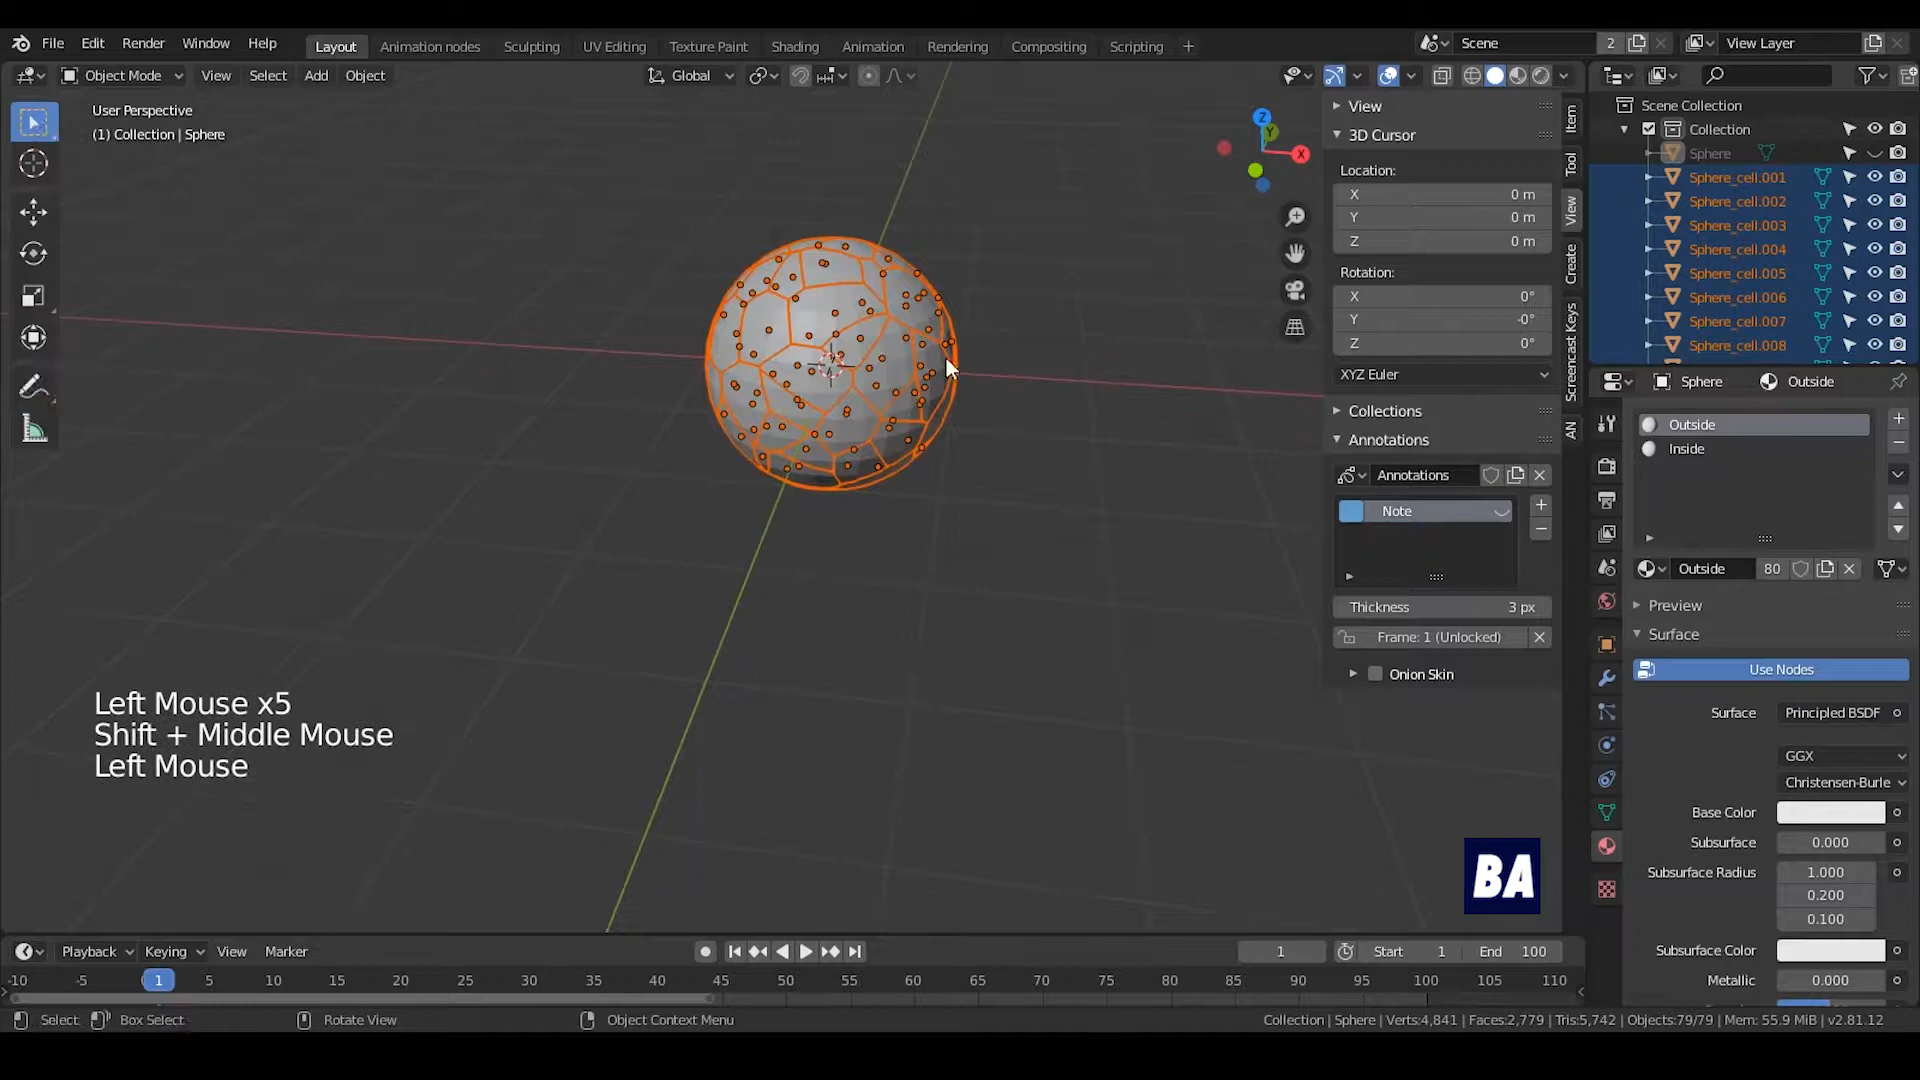 File Edit Render Window Help Layout Animation nodes Sculpting UV Editing Texture Paint Shading Animation Rendering Compositing Scripting + Scene 2 View Layer
Object Mode View Select Add Object Global
User Perspective
(1) Collection | Sphere
Z
Y
X
View
3D Cursor
Location:
X 0 m
Y 0 m
Z 0 m
Rotation:
X 0°
Y -0°
Z 0°
XYZ Euler
Collections
Annotations
Annotations
Note
Thickness 3 px
Frame: 1 (Unlocked)
Onion Skin
Item
Tool
View
Create
Screencast Keys
AN
Scene Collection
Collection
Sphere
Sphere_cell.001
Sphere_cell.002
Sphere_cell.003
Sphere_cell.004
Sphere_cell.005
Sphere_cell.006
Sphere_cell.007
Sphere_cell.008
Sphere Outside
Outside
Inside
Outside 80
Preview
Surface
Use Nodes
Surface Principled BSDF
GGX
Christensen-Burle
Base Color
Subsurface 0.000
Subsurface Radius 1.000
0.200
0.100
Subsurface Color
Metallic 0.000
Left Mouse x5
Shift + Middle Mouse
Left Mouse
BA
Playback Keying View Marker 1 Start 1 End 100
-10 -5 1 5 10 15 20 25 30 35 40 45 50 55 60 65 70 75 80 85 90 95 100 105 110
Select Box Select Rotate View Object Context Menu Collection | Sphere | Verts:4,841 | Faces:2,779 | Tris:5,742 | Objects:79/79 | Mem: 55.9 MiB | v2.81.12